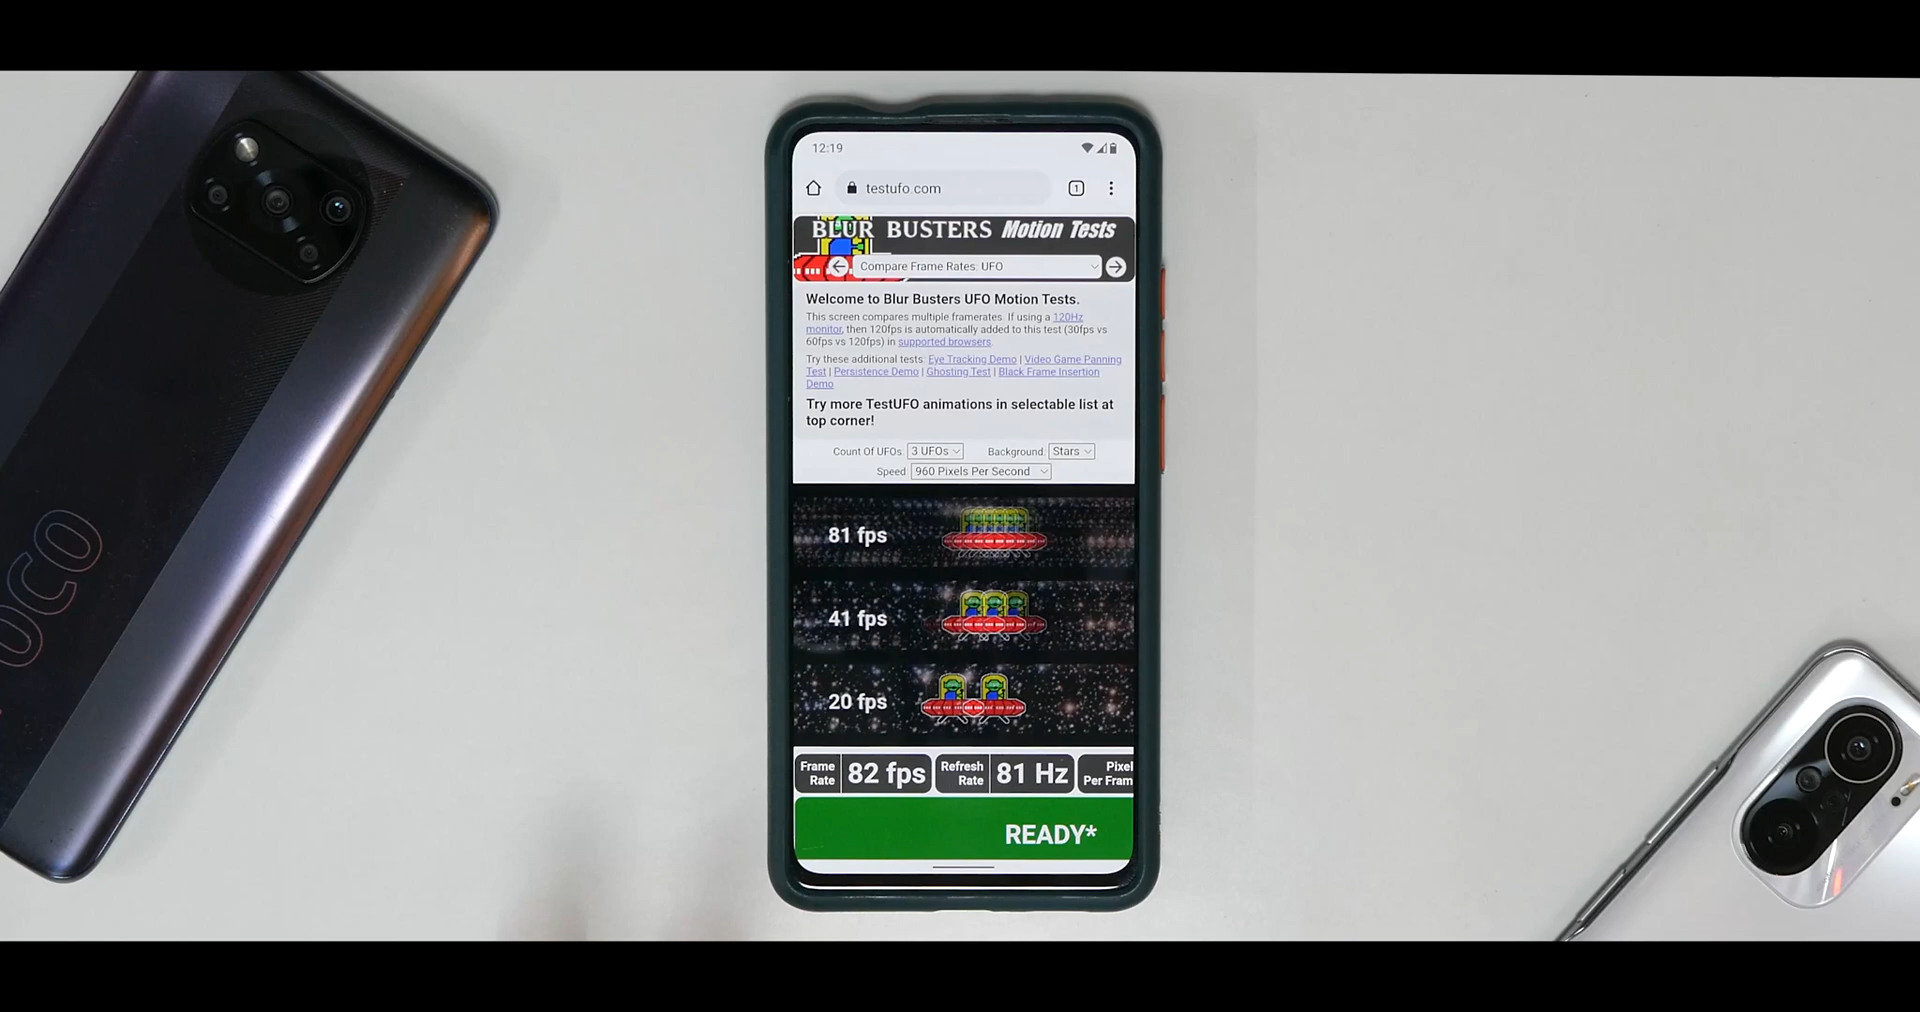 12:19
testufo.com
1
BLUR BUSTERS Motion Tests
Compare Frame Rates: UFO
Welcome to Blur Busters UFO Motion Tests.
This screen compares multiple framerates. If using a 120Hz
monitor, then 120fps is automatically added to this test (30fps vs
60fps vs 120fps) in supported browsers.
Try these additional tests: Eye Tracking Demo | Video Game Panning
Test | Persistence Demo | Ghosting Test | Black Frame Insertion
Demo
Try more TestUFO animations in selectable list at
top corner!
Count Of UFOs: 3 UFOs Background: Stars
Speed: 960 Pixels Per Second
81 fps
41 fps
20 fps
Frame Rate 82 fps Refresh Rate 81 Hz Pixel Per Fram
READY*
OCO